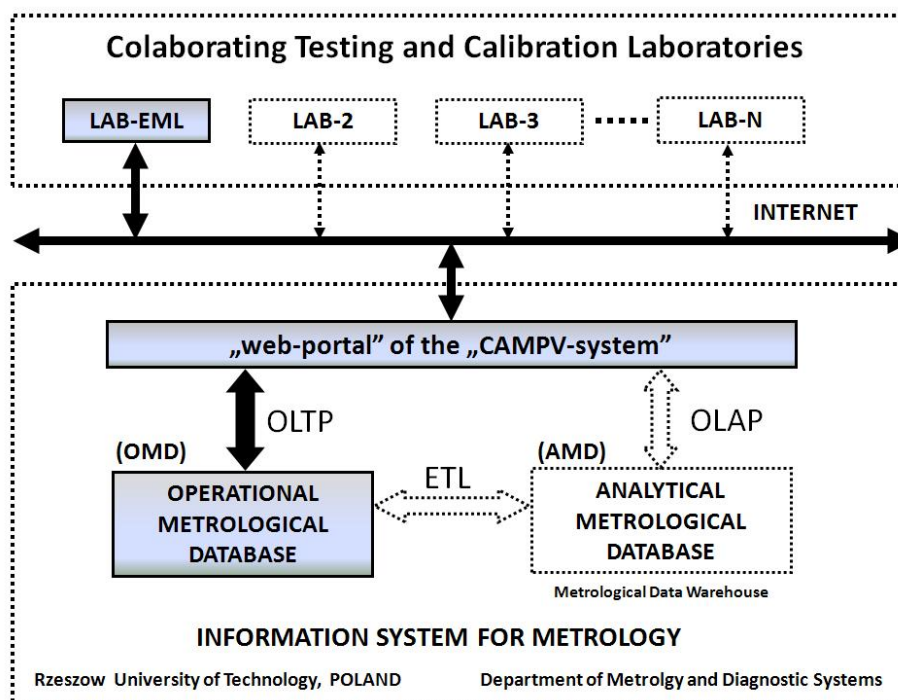 Colaborating Testing and Calibration Laboratories
LAB-EML
LAB-2
LAB-3
LAB-N
INTERNET
„web-portal” of the „CAMPV-system”
OLTP
OLAP
(OMD)
(AMD)
ETL
OPERATIONAL
METROLOGICAL
DATABASE
ANALYTICAL
METROLOGICAL
DATABASE
Metrological Data Warehouse
INFORMATION SYSTEM FOR METROLOGY
Rzeszow University of Technology, POLAND
Department of Metrolgy and Diagnostic Systems